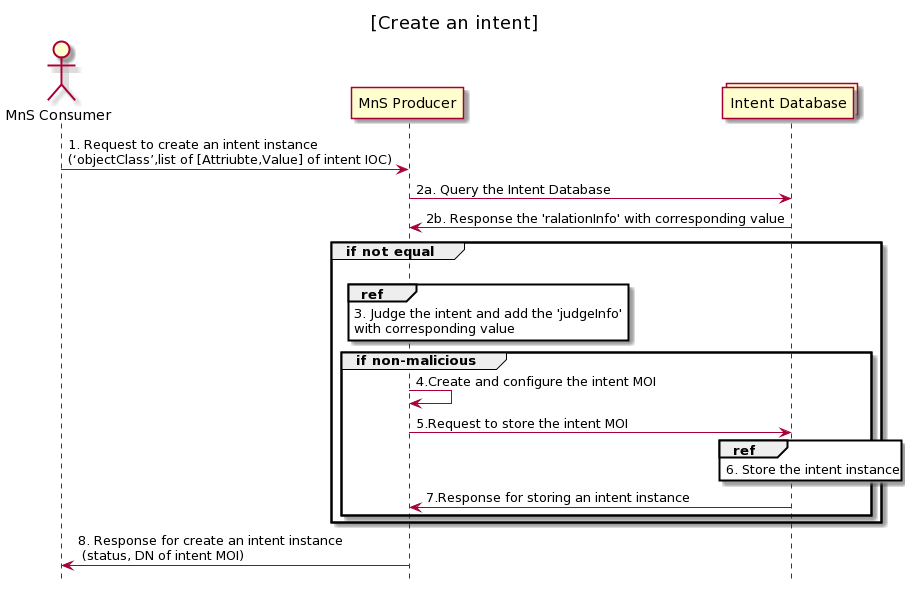 [Create an intent]
MnS Consumer
MnS Producer
Intent Database
1. Request to create an intent instance
(‘objectClass’,list of [Attriubte,Value] of intent IOC)
2a. Query the Intent Database
2b. Response the 'ralationInfo' with corresponding value
if not equal
ref
3. Judge the intent and add the 'judgeInfo'
with corresponding value
if non-malicious
4.Create and configure the intent MOI
5.Request to store the intent MOI
ref
6. Store the intent instance
7.Response for storing an intent instance
8. Response for create an intent instance
(status, DN of intent MOI)